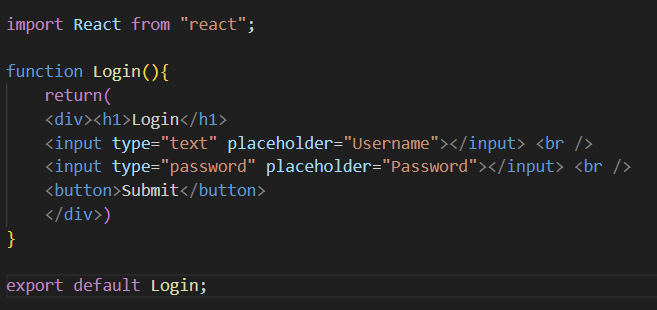 import React from "react";
function Login(){
return(
<div><h1>Login</h1>
<input type="text" placeholder="Username"></input> <br />
<input type="password" placeholder="Password"></input> <br />
<button>Submit</button>
</div>)
}
export default Login;